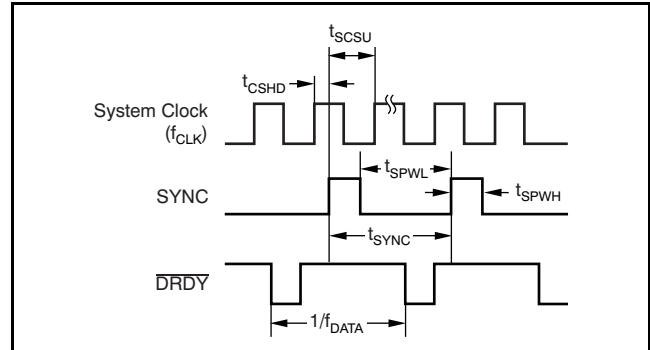 tSCSU
tCSHD
System Clock
(fCLK)
tSPWL
SYNC
tSPWH
tSYNC
DRDY
1/fDATA